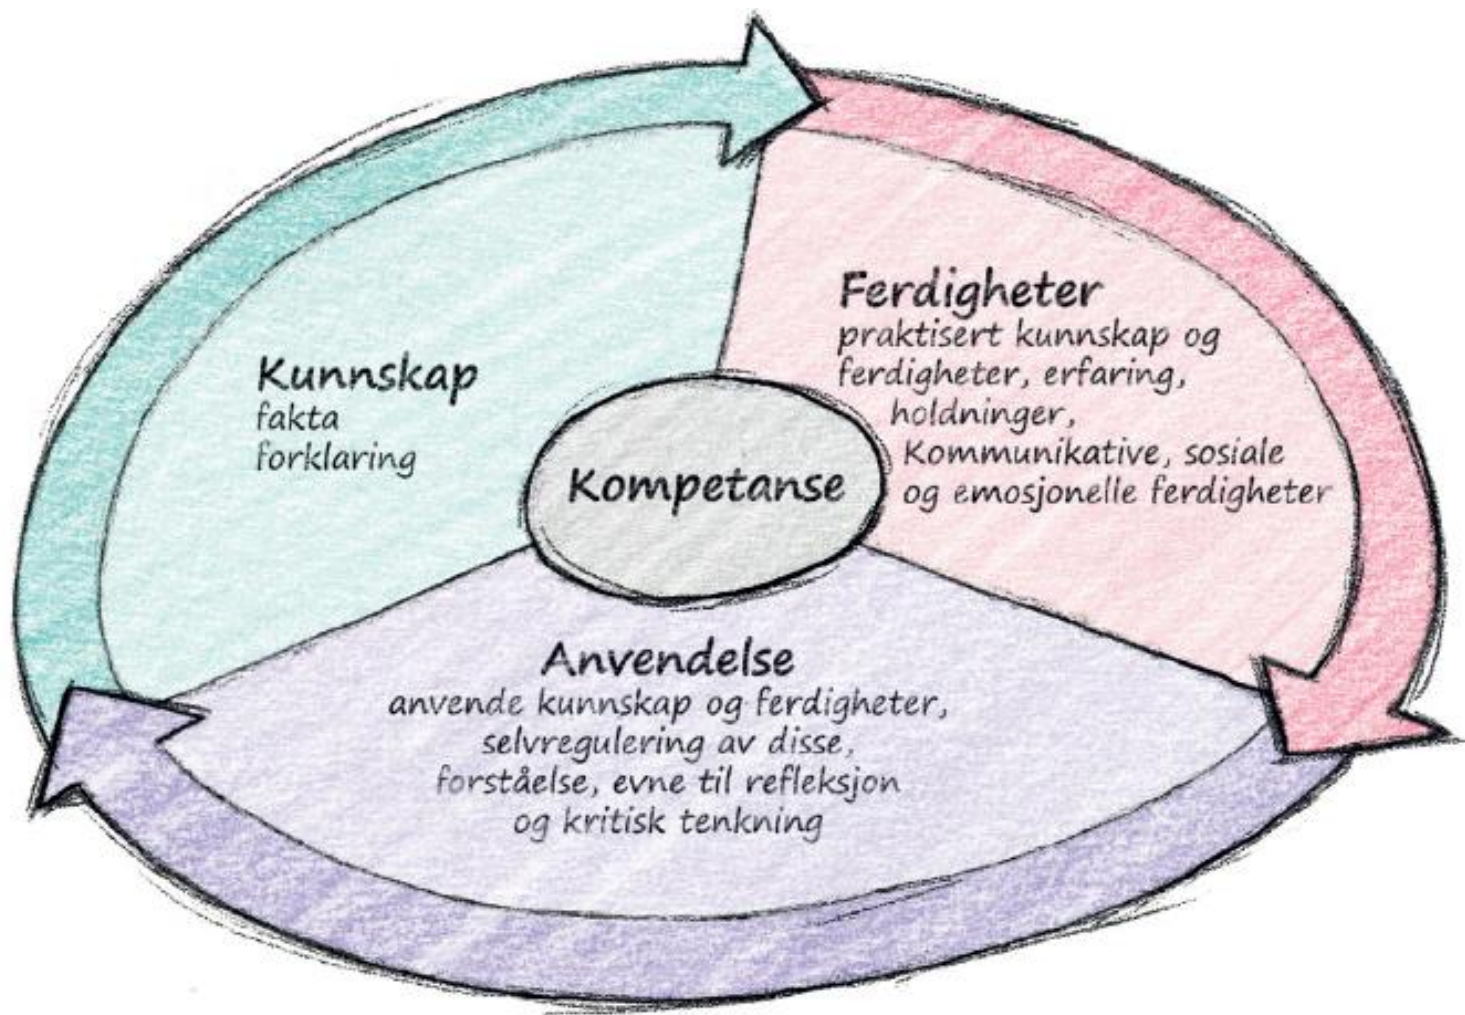 Kunnskap
fakta
forklaring
Ferdigheter
praktisert kunnskap og
ferdigheter, erfaring,
holdninger,
Kommunikative, sosiale
og emosjonelle ferdigheter
Kompetanse
Anvendelse
anvende kunnskap og ferdigheter,
selvregulering av disse,
forståelse, evne til refleksjon
og kritisk tenkning